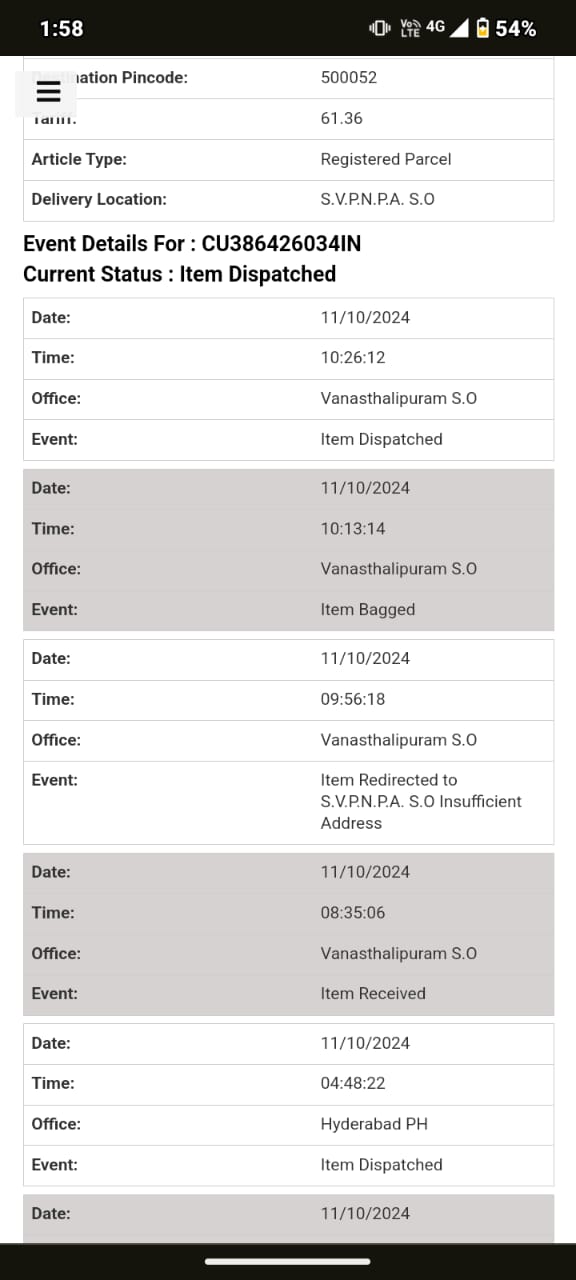 1:58 Vo LTE 4G 54%
ination Pincode: 500052
Tariff: 61.36
Article Type: Registered Parcel
Delivery Location: S.V.P.N.P.A. S.O
Event Details For : CU386426034IN
Current Status : Item Dispatched
Date: 11/10/2024
Time: 10:26:12
Office: Vanasthalipuram S.O
Event: Item Dispatched
Date: 11/10/2024
Time: 10:13:14
Office: Vanasthalipuram S.O
Event: Item Bagged
Date: 11/10/2024
Time: 09:56:18
Office: Vanasthalipuram S.O
Event: Item Redirected to
S.V.P.N.P.A. S.O Insufficient
Address
Date: 11/10/2024
Time: 08:35:06
Office: Vanasthalipuram S.O
Event: Item Received
Date: 11/10/2024
Time: 04:48:22
Office: Hyderabad PH
Event: Item Dispatched
Date: 11/10/2024